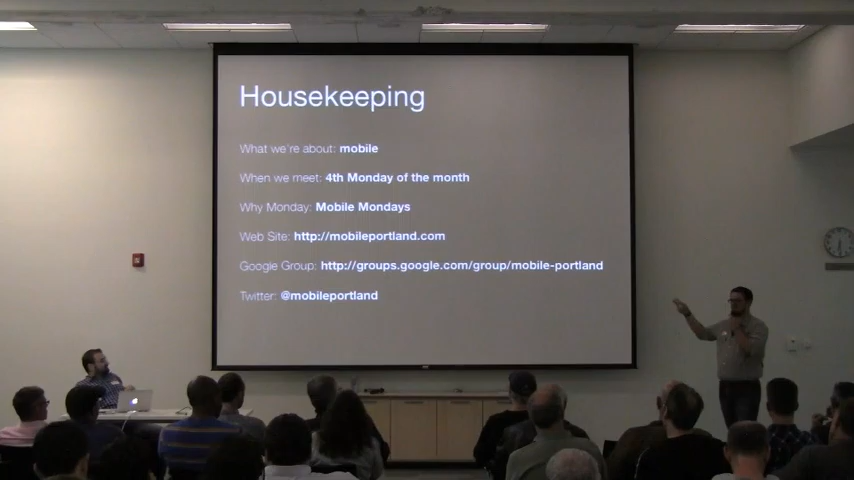 Housekeeping
What we're about: mobile
When we meet: 4th Monday of the month
Why Monday: Mobile Mondays
Web Site: http://mobileportland.com
Google Group: http://groups.google.com/group/mobile-portland
Twitter: @mobileportland